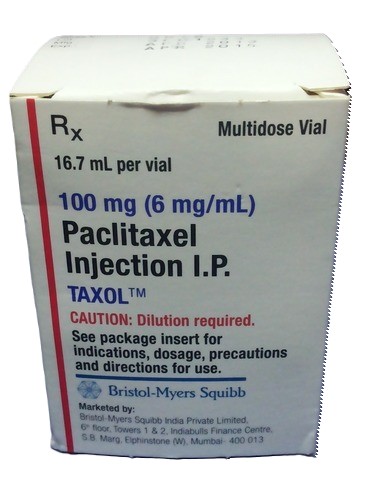 Rx
Multidose Vial
16.7 mL per vial
100 mg (6 mg/mL)
Paclitaxel
Injection I.P.
TAXOL™
CAUTION: Dilution required.
See package insert for
indications, dosage, precautions
and directions for use.
Bristol-Myers Squibb
Marketed by:
Bristol-Myers Squibb India Private Limited,
6th floor, Towers 1 & 2, Indiabulls Finance Centre,
S.B. Marg, Elphinstone (W), Mumbai- 400 013